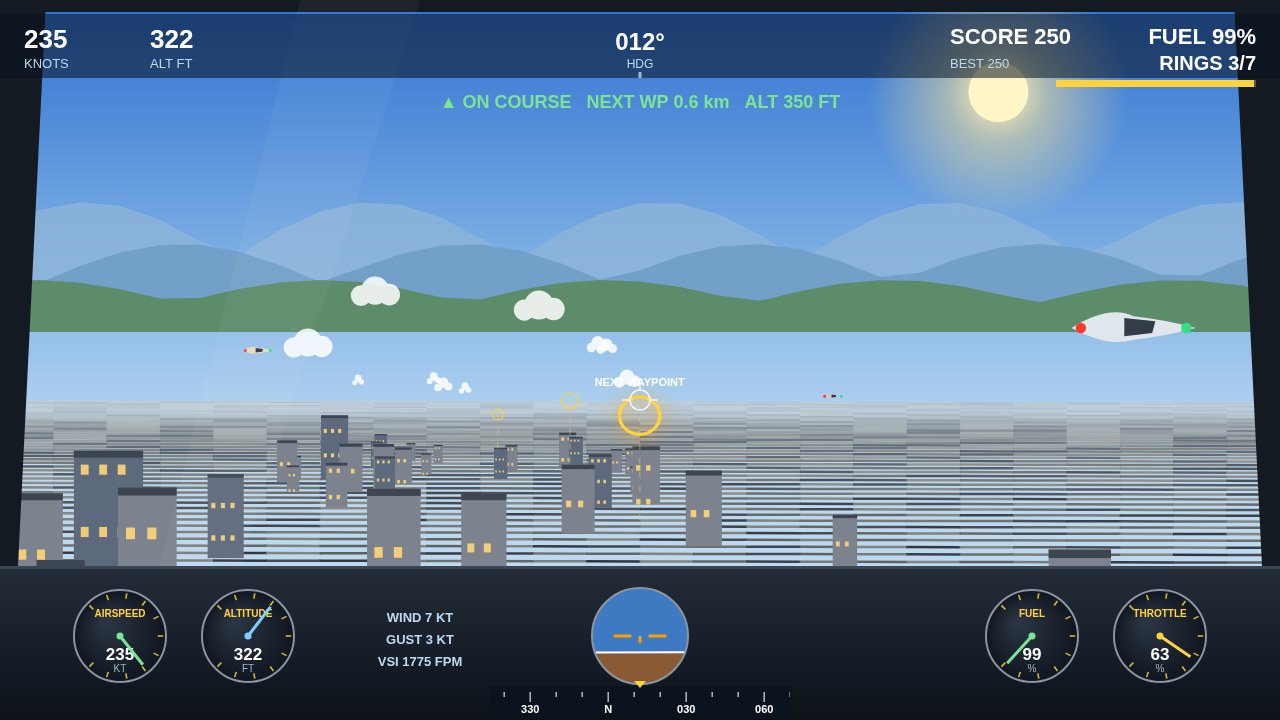 235
KNOTS
322
ALT FT
012°
HDG
SCORE 250
BEST 250
FUEL 99%
RINGS 3/7
▲ ON COURSE NEXT WP 0.6 km ALT 350 FT
NEXT WAYPOINT
AIRSPEED
235
KT
ALTITUDE
322
FT
WIND 7 KT
GUST 3 KT
VSI 1775 FPM
330 N 030 060
FUEL
99
%
THROTTLE
63
%